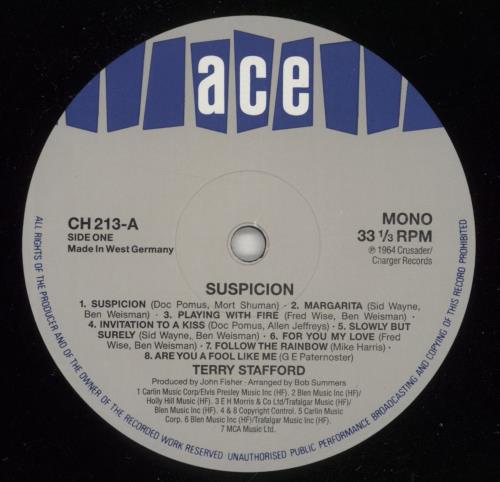 ace
CH 213-A
SIDE ONE
Made In West Germany
MONO
33 1/3 RPM
℗ 1964 Crusader/
Charger Records
SUSPICION
1. SUSPICION (Doc Pomus, Mort Shuman) · 2. MARGARITA (Sid Wayne,
Ben Weisman) · 3. PLAYING WITH FIRE (Fred Wise, Ben Weisman) ·
4. INVITATION TO A KISS (Doc Pomus, Allen Jeffreys) · 5. SLOWLY BUT
SURELY (Sid Wayne, Ben Weisman) · 6. FOR YOU MY LOVE (Fred
Wise, Ben Weisman) · 7. FOLLOW THE RAINBOW (Mike Harris) ·
8. ARE YOU A FOOL LIKE ME (G E Paternoster)
TERRY STAFFORD
Produced by John Fisher · Arranged by Bob Summers
1 Carlin Music Corp/Elvis Presley Music Inc (HF). 2 Blen Music Inc (HF)/
Holly Hill Music (HF). 3 E H Morris & Co Ltd/Trafalgar Music (HF)/
Blen Music Inc (HF). 4 & 8 Copyright Control. 5 Carlin Music
Corp. 6 Blen Music Inc (HF)/Trafalgar Music Inc (HF).
7 MCA Music Ltd.
ALL RIGHTS OF THE PRODUCER AND OF THE OWNER OF THE RECORDED WORK RESERVED UNAUTHORISED PUBLIC PERFORMANCE BROADCASTING AND COPYING OF THIS RECORD PROHIBITED